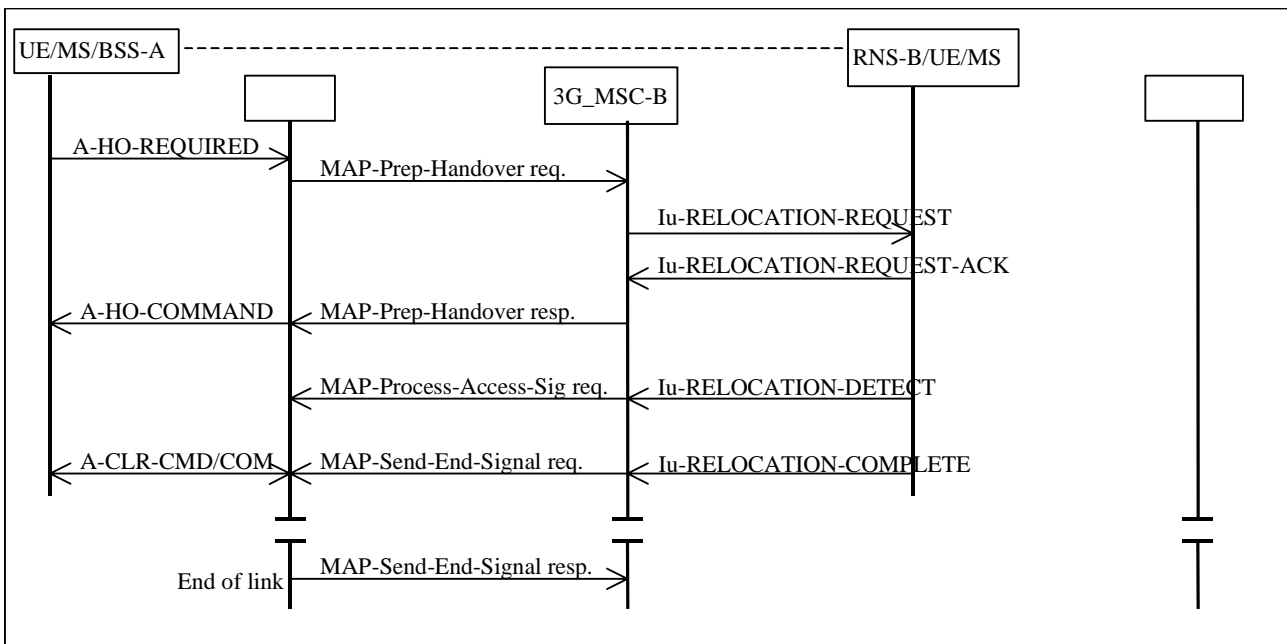 UE/MS/BSS-A
RNS-B/UE/MS
3G_MSC-B
A-HO-REQUIRED
MAP-Prep-Handover req.
Iu-RELOCATION-REQUEST
Iu-RELOCATION-REQUEST-ACK
A-HO-COMMAND
MAP-Prep-Handover resp.
MAP-Process-Access-Sig req.
Iu-RELOCATION-DETECT
A-CLR-CMD/COM
MAP-Send-End-Signal req.
Iu-RELOCATION-COMPLETE
End of link
MAP-Send-End-Signal resp.